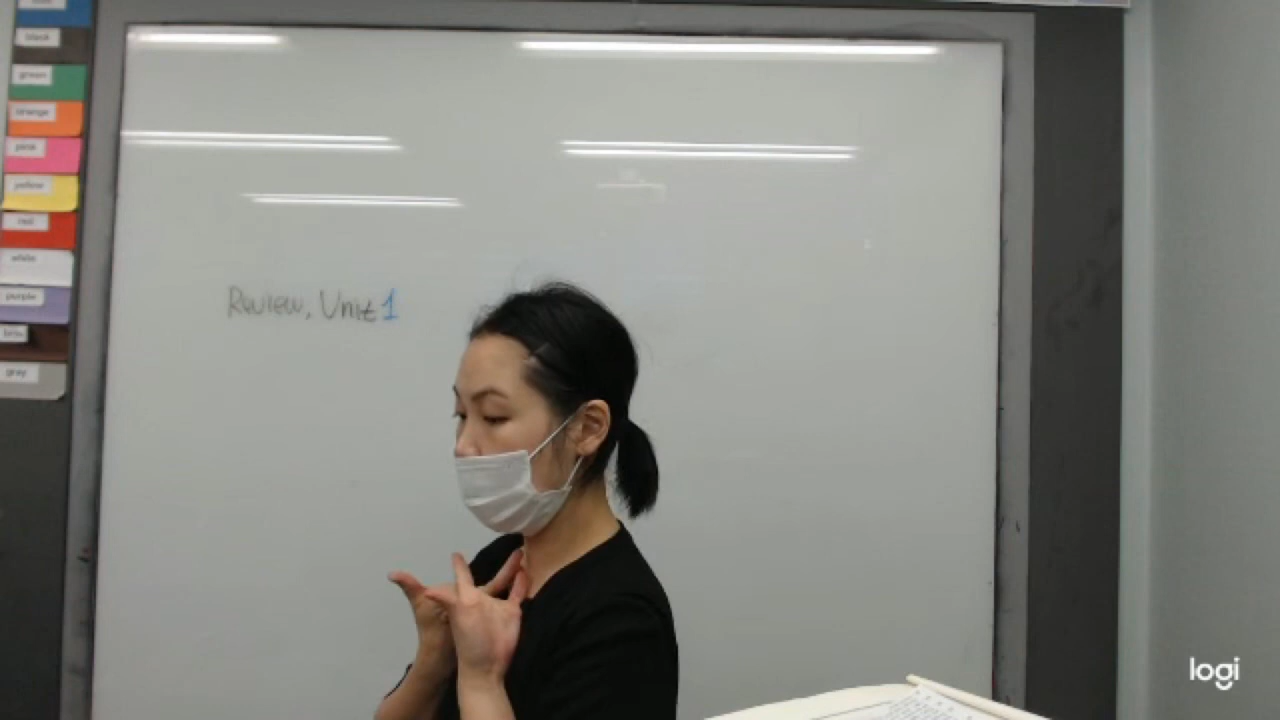 black
green
orange
pink
yellow
red
white
purple
gray
Review, Unit 1
logi